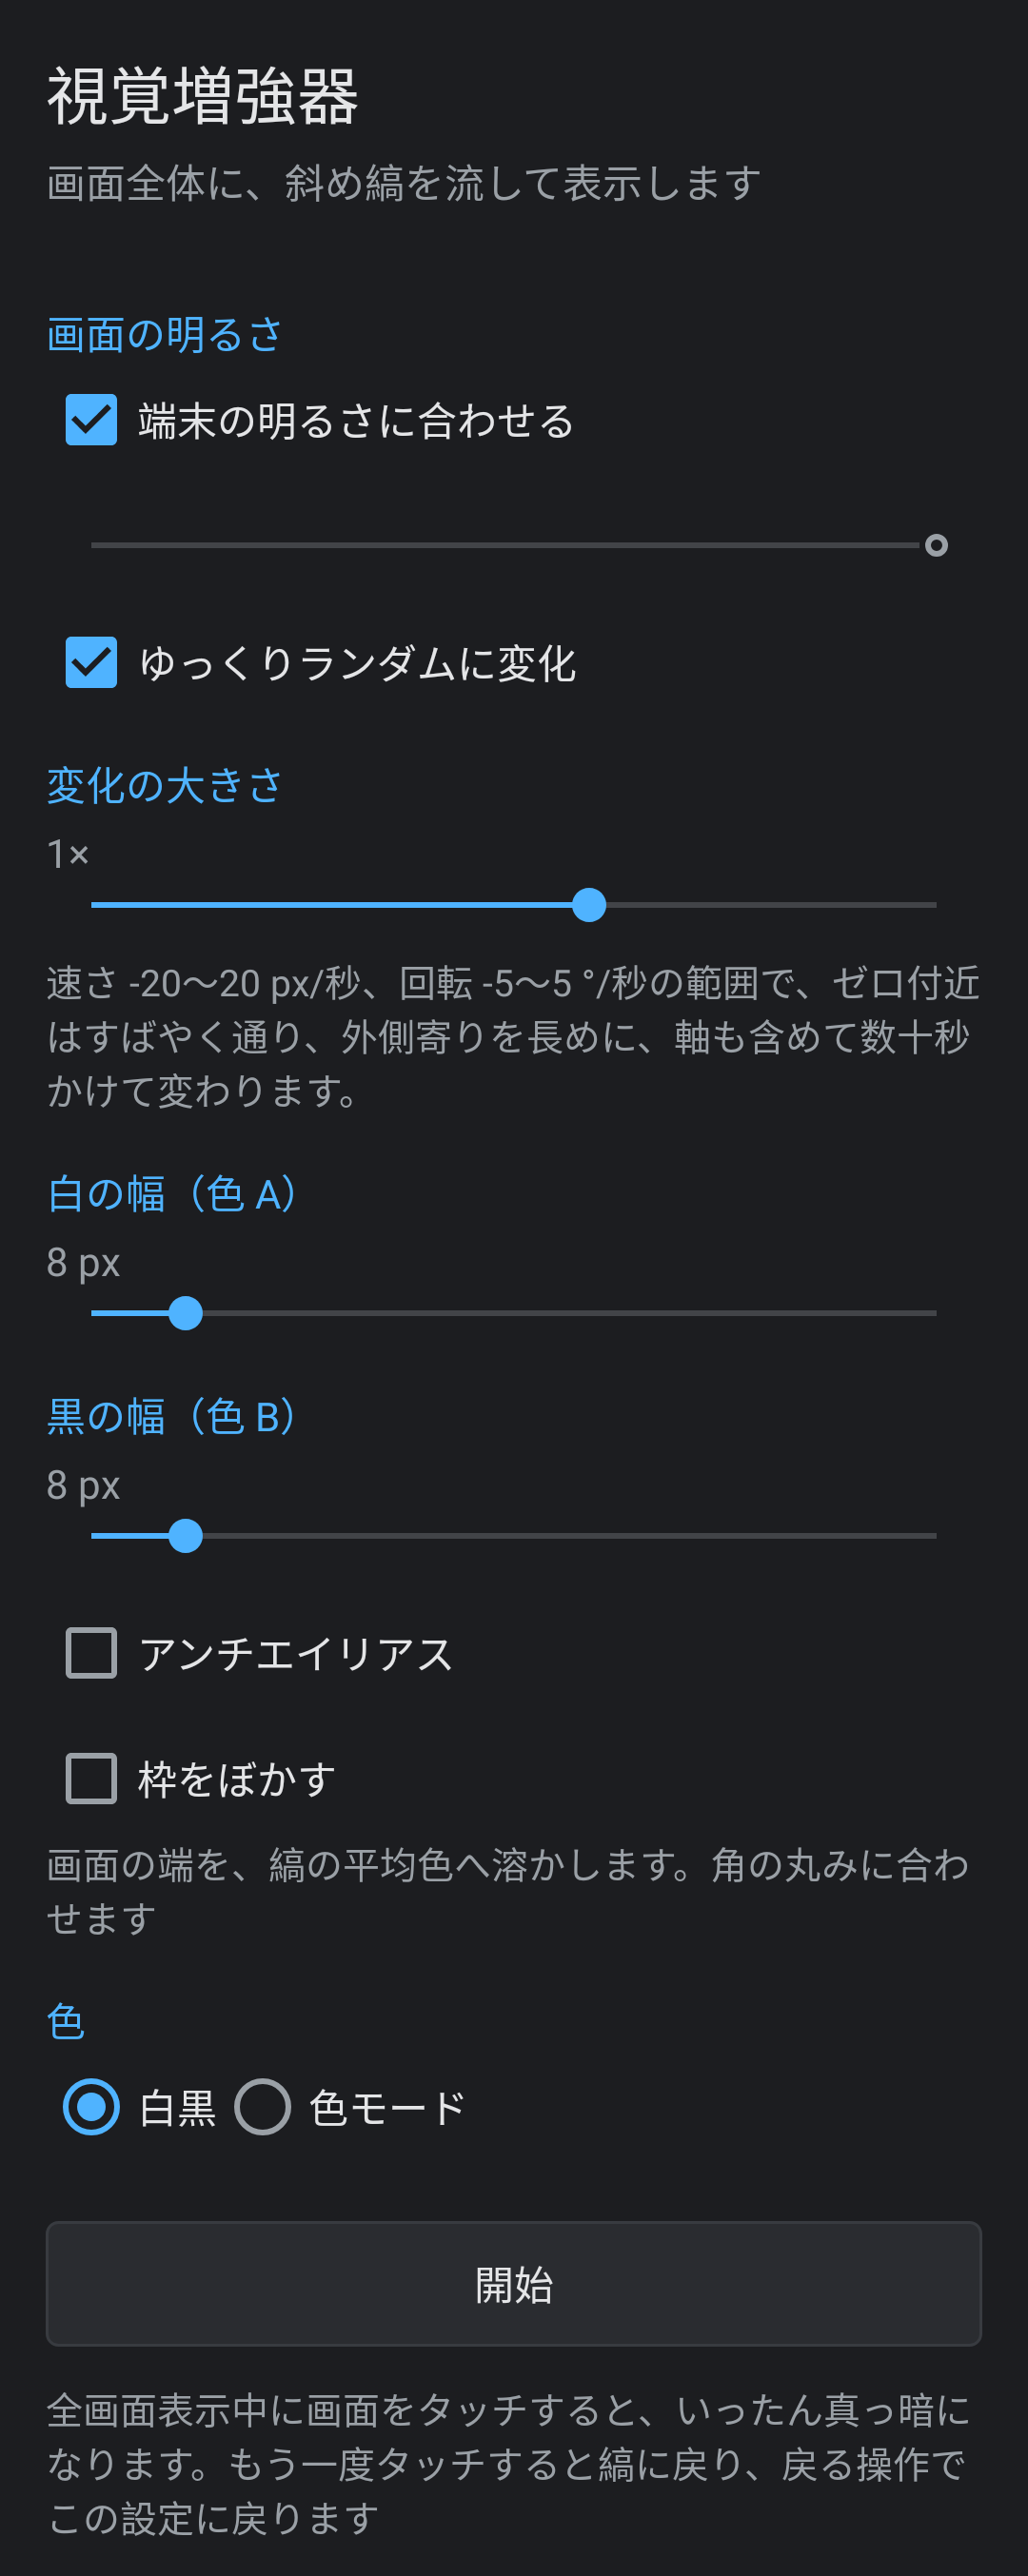 視覚増強器
画面全体に、斜め縞を流して表示します
画面の明るさ
端末の明るさに合わせる
ゆっくりランダムに変化
変化の大きさ
1×
速さ -20〜20 px/秒、回転 -5〜5 °/秒の範囲で、ゼロ付近
はすばやく通り、外側寄りを長めに、軸も含めて数十秒
かけて変わります。
白の幅（色 A）
8 px
黒の幅（色 B）
8 px
アンチエイリアス
枠をぼかす
画面の端を、縞の平均色へ溶かします。角の丸みに合わ
せます
色
白黒 色モード
開始
全画面表示中に画面をタッチすると、いったん真っ暗に
なります。もう一度タッチすると縞に戻り、戻る操作で
この設定に戻ります